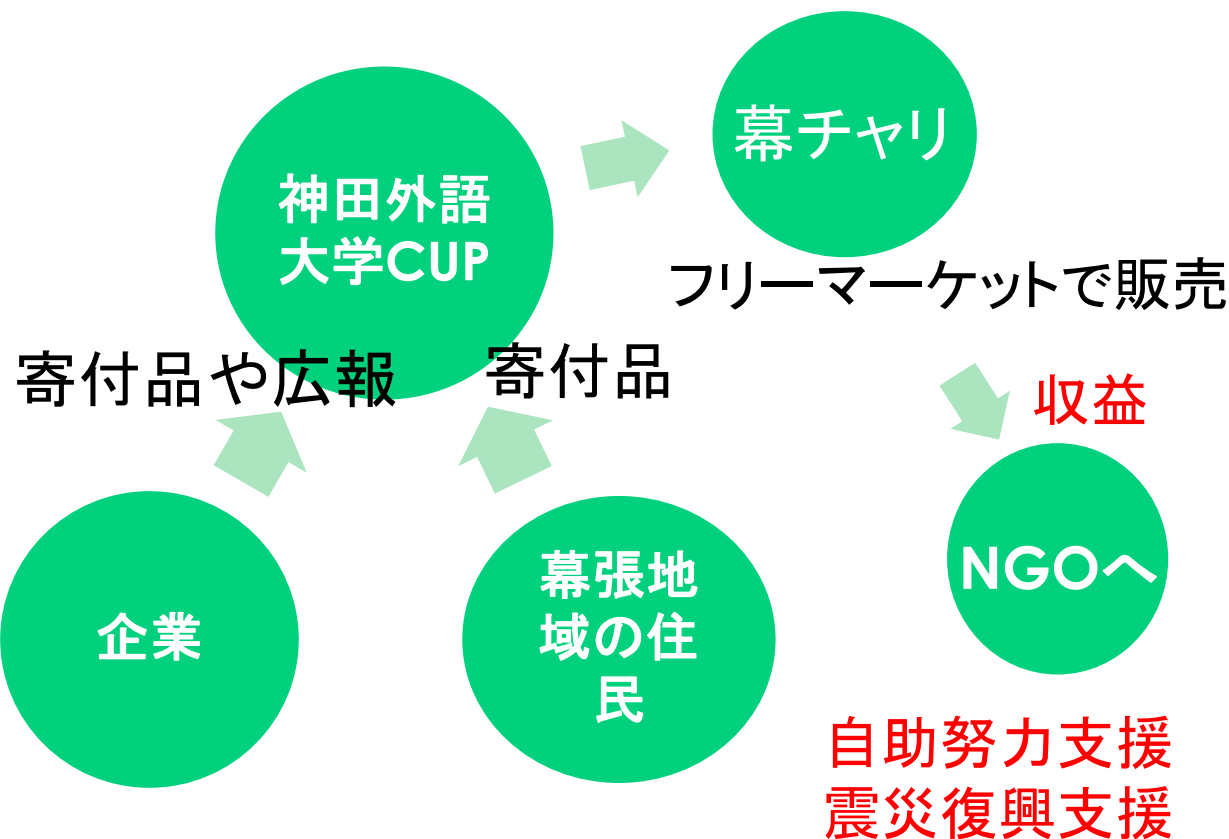 幕チャリ
神田外語
大学CUP
フリーマーケットで販売
寄付品や広報
寄付品
収益
企業
幕張地
域の住
民
NGOへ
自助努力支援
震災復興支援